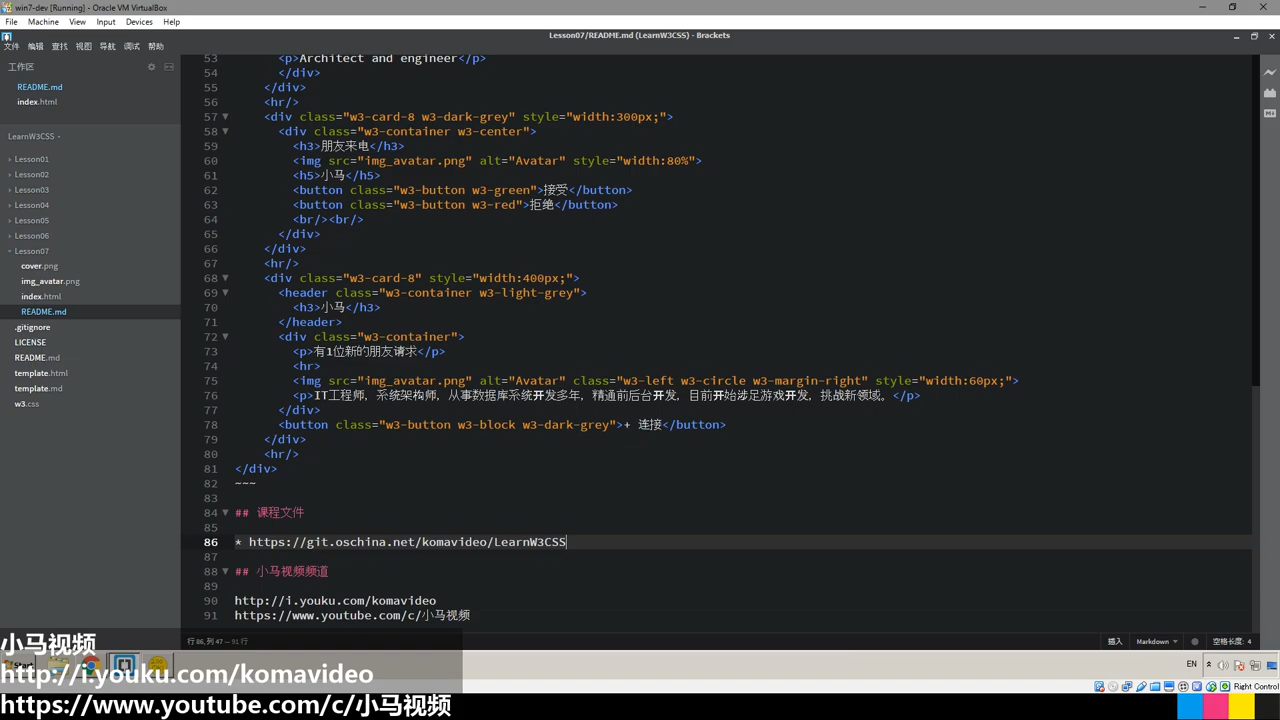 win7-dev [Running] - Oracle VM VirtualBox
File Machine View Input Devices Help
Lesson07/README.md (LearnW3CSS) - Brackets
文件 编辑 查找 视图 导航 调试 帮助
工作区
README.md
index.html
LearnW3CSS
Lesson01
Lesson02
Lesson03
Lesson04
Lesson05
Lesson06
Lesson07
cover.png
img_avatar.png
index.html
README.md
.gitignore
LICENSE
README.md
template.html
template.md
w3.css
53 <p>Architect and engineer</p>
54 </div>
55 </div>
56 <hr/>
57 <div class="w3-card-8 w3-dark-grey" style="width:300px;">
58 <div class="w3-container w3-center">
59 <h3>朋友来电</h3>
60 <img src="img_avatar.png" alt="Avatar" style="width:80%">
61 <h5>小马</h5>
62 <button class="w3-button w3-green">接受</button>
63 <button class="w3-button w3-red">拒绝</button>
64 <br/><br/>
65 </div>
66 </div>
67 <hr/>
68 <div class="w3-card-8" style="width:400px;">
69 <header class="w3-container w3-light-grey">
70 <h3>小马</h3>
71 </header>
72 <div class="w3-container">
73 <p>有1位新的朋友请求</p>
74 <hr>
75 <img src="img_avatar.png" alt="Avatar" class="w3-left w3-circle w3-margin-right" style="width:60px;">
76 <p>IT工程师，系统架构师，从事数据库系统开发多年，精通前后台开发，目前开始涉足游戏开发，挑战新领域。</p>
77 </div>
78 <button class="w3-button w3-block w3-dark-grey">+ 连接</button>
79 </div>
80 <hr/>
81 </div>
82 ~~~
83
84 ## 课程文件
85
86 * https://git.oschina.net/komavideo/LearnW3CSS
87
88 ## 小马视频频道
89
90 http://i.youku.com/komavideo
91 https://www.youtube.com/c/小马视频
行 86, 列 47 — 91 行
插入 Markdown 空格长度: 4
小马视频
http://i.youku.com/komavideo
https://www.youtube.com/c/小马视频
Start
EN
Right Control